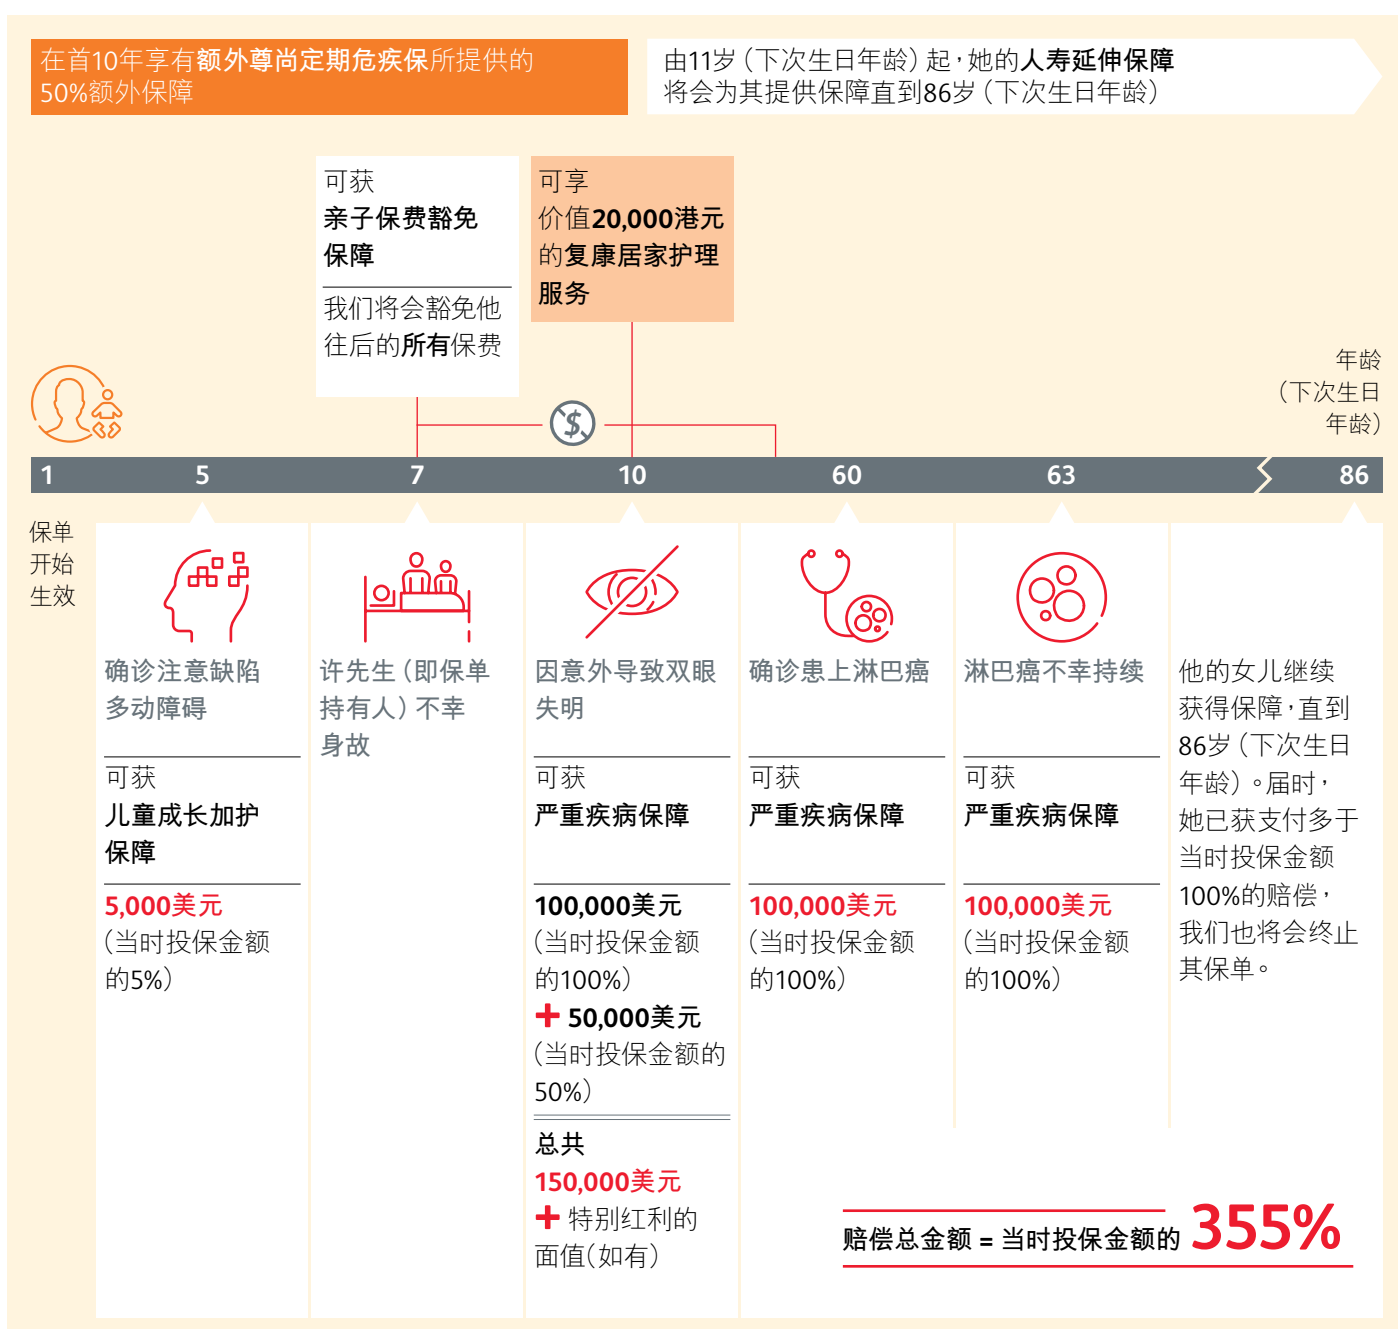 在首10年享有额外尊尚定期危疾保所提供的
50%额外保障
由11岁（下次生日年龄）起，她的人寿延伸保障
将会为其提供保障直到86岁（下次生日年龄）
可获
亲子保费豁免
保障
我们将会豁免他
往后的所有保费
可享
价值20,000港元
的复康居家护理
服务
年龄
（下次生日
年龄）
$
1 5 7 10 60 63 86
保单
开始
生效
确诊注意缺陷
多动障碍
可获
儿童成长加护
保障
5,000美元
（当时投保金额
的5%）
许先生（即保单
持有人）不幸
身故
因意外导致双眼
失明
可获
严重疾病保障
100,000美元
（当时投保金额
的100%）
+ 50,000美元
（当时投保金额的
50%）
总共
150,000美元
+ 特别红利的
面值（如有）
确诊患上淋巴癌
可获
严重疾病保障
100,000美元
（当时投保金额
的100%）
淋巴癌不幸持续
可获
严重疾病保障
100,000美元
（当时投保金额
的100%）
他的女儿继续
获得保障，直到
86岁（下次生日
年龄）。届时，
她已获支付多于
当时投保金额
100%的赔偿，
我们也将会终止
其保单。
赔偿总金额 = 当时投保金额的 355%